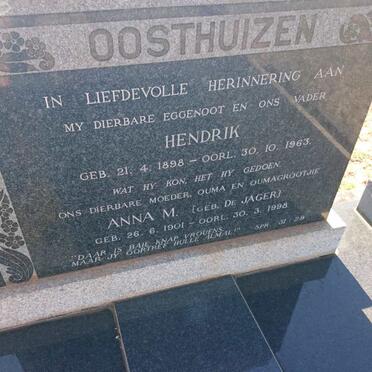 OOSTHUIZEN
IN LIEFDEVOLLE HERINNERING AAN
MY DIERBARE EGGENOOT EN ONS VADER
HENDRIK
GEB. 21. 4. 1898 – OORL. 30. 10. 1963.
WAT HY KON, HET HY GEDOEN.
ONS DIERBARE MOEDER, OUMA EN OUMAGROOTJIE
ANNA M. (GEB. DE JAGER)
GEB. 26. 6. 1901 – OORL. 30. 3. 1998
"DAAR IS BAIE KNAP VROUENS,
MAAR JY OORTREF HULLE ALMAL!" SPR. 31:29